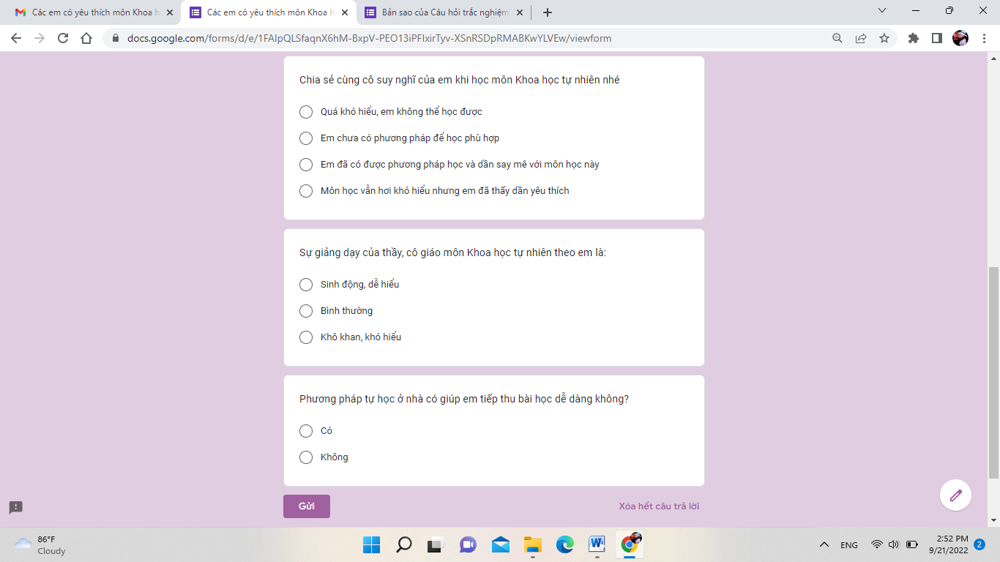 Các em có yêu thích môn Khoa h
Các em có yêu thích môn Khoa h
Bản sao của Câu hỏi trắc nghiệm
docs.google.com/forms/d/e/1FAIpQLSfaqnX6hM-BxpV-PEO13iPFIxirTyv-XSnRSDpRMABKwYLVEw/viewform
Chia sẻ cùng cô suy nghĩ của em khi học môn Khoa học tự nhiên nhé
Quá khó hiểu, em không thể học được
Em chưa có phương pháp để học phù hợp
Em đã có được phương pháp học và dần say mê với môn học này
Môn học vẫn hơi khó hiểu nhưng em đã thấy dần yêu thích
Sự giảng dạy của thầy, cô giáo môn Khoa học tự nhiên theo em là:
Sinh động, dễ hiểu
Bình thường
Khô khan, khó hiểu
Phương pháp tự học ở nhà có giúp em tiếp thu bài học dễ dàng không?
Có
Không
Gửi
Xóa hết câu trả lời
86°F
Cloudy
ENG
2:52 PM
9/21/2022
2